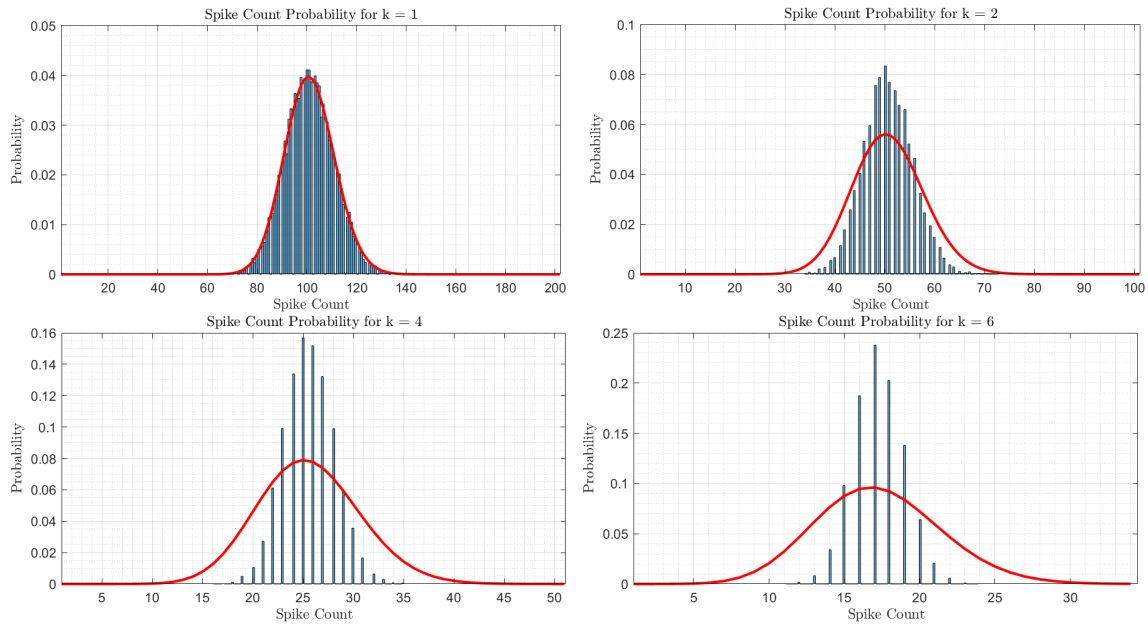 Spike Count Probability for k = 1
0.05
0.04
0.03
0.02
0.01
0
Probability
20 40 60 80 100 120 140 160 180 200
Spike Count
Spike Count Probability for k = 2
0.1
0.08
0.06
0.04
0.02
0
Probability
10 20 30 40 50 60 70 80 90 100
Spike Count
Spike Count Probability for k = 4
0.16
0.14
0.12
0.1
0.08
0.06
0.04
0.02
0
Probability
5 10 15 20 25 30 35 40 45 50
Spike Count
Spike Count Probability for k = 6
0.25
0.2
0.15
0.1
0.05
0
Probability
5 10 15 20 25 30
Spike Count